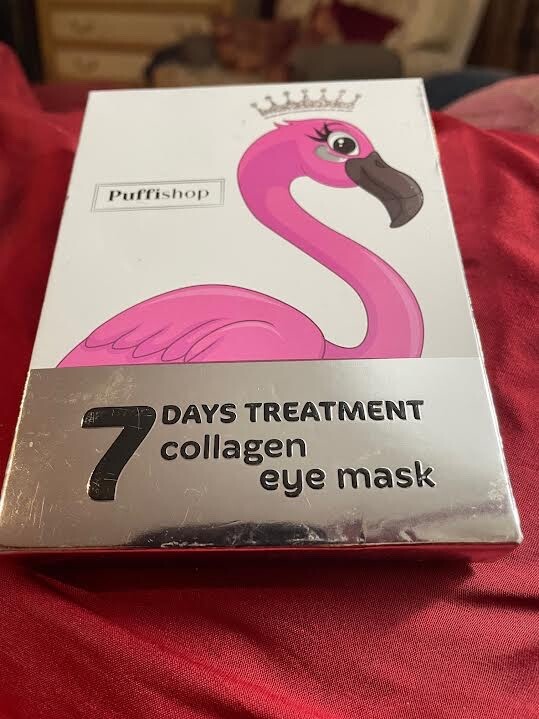 Puffishop
7 DAYS TREATMENT
collagen
eye mask